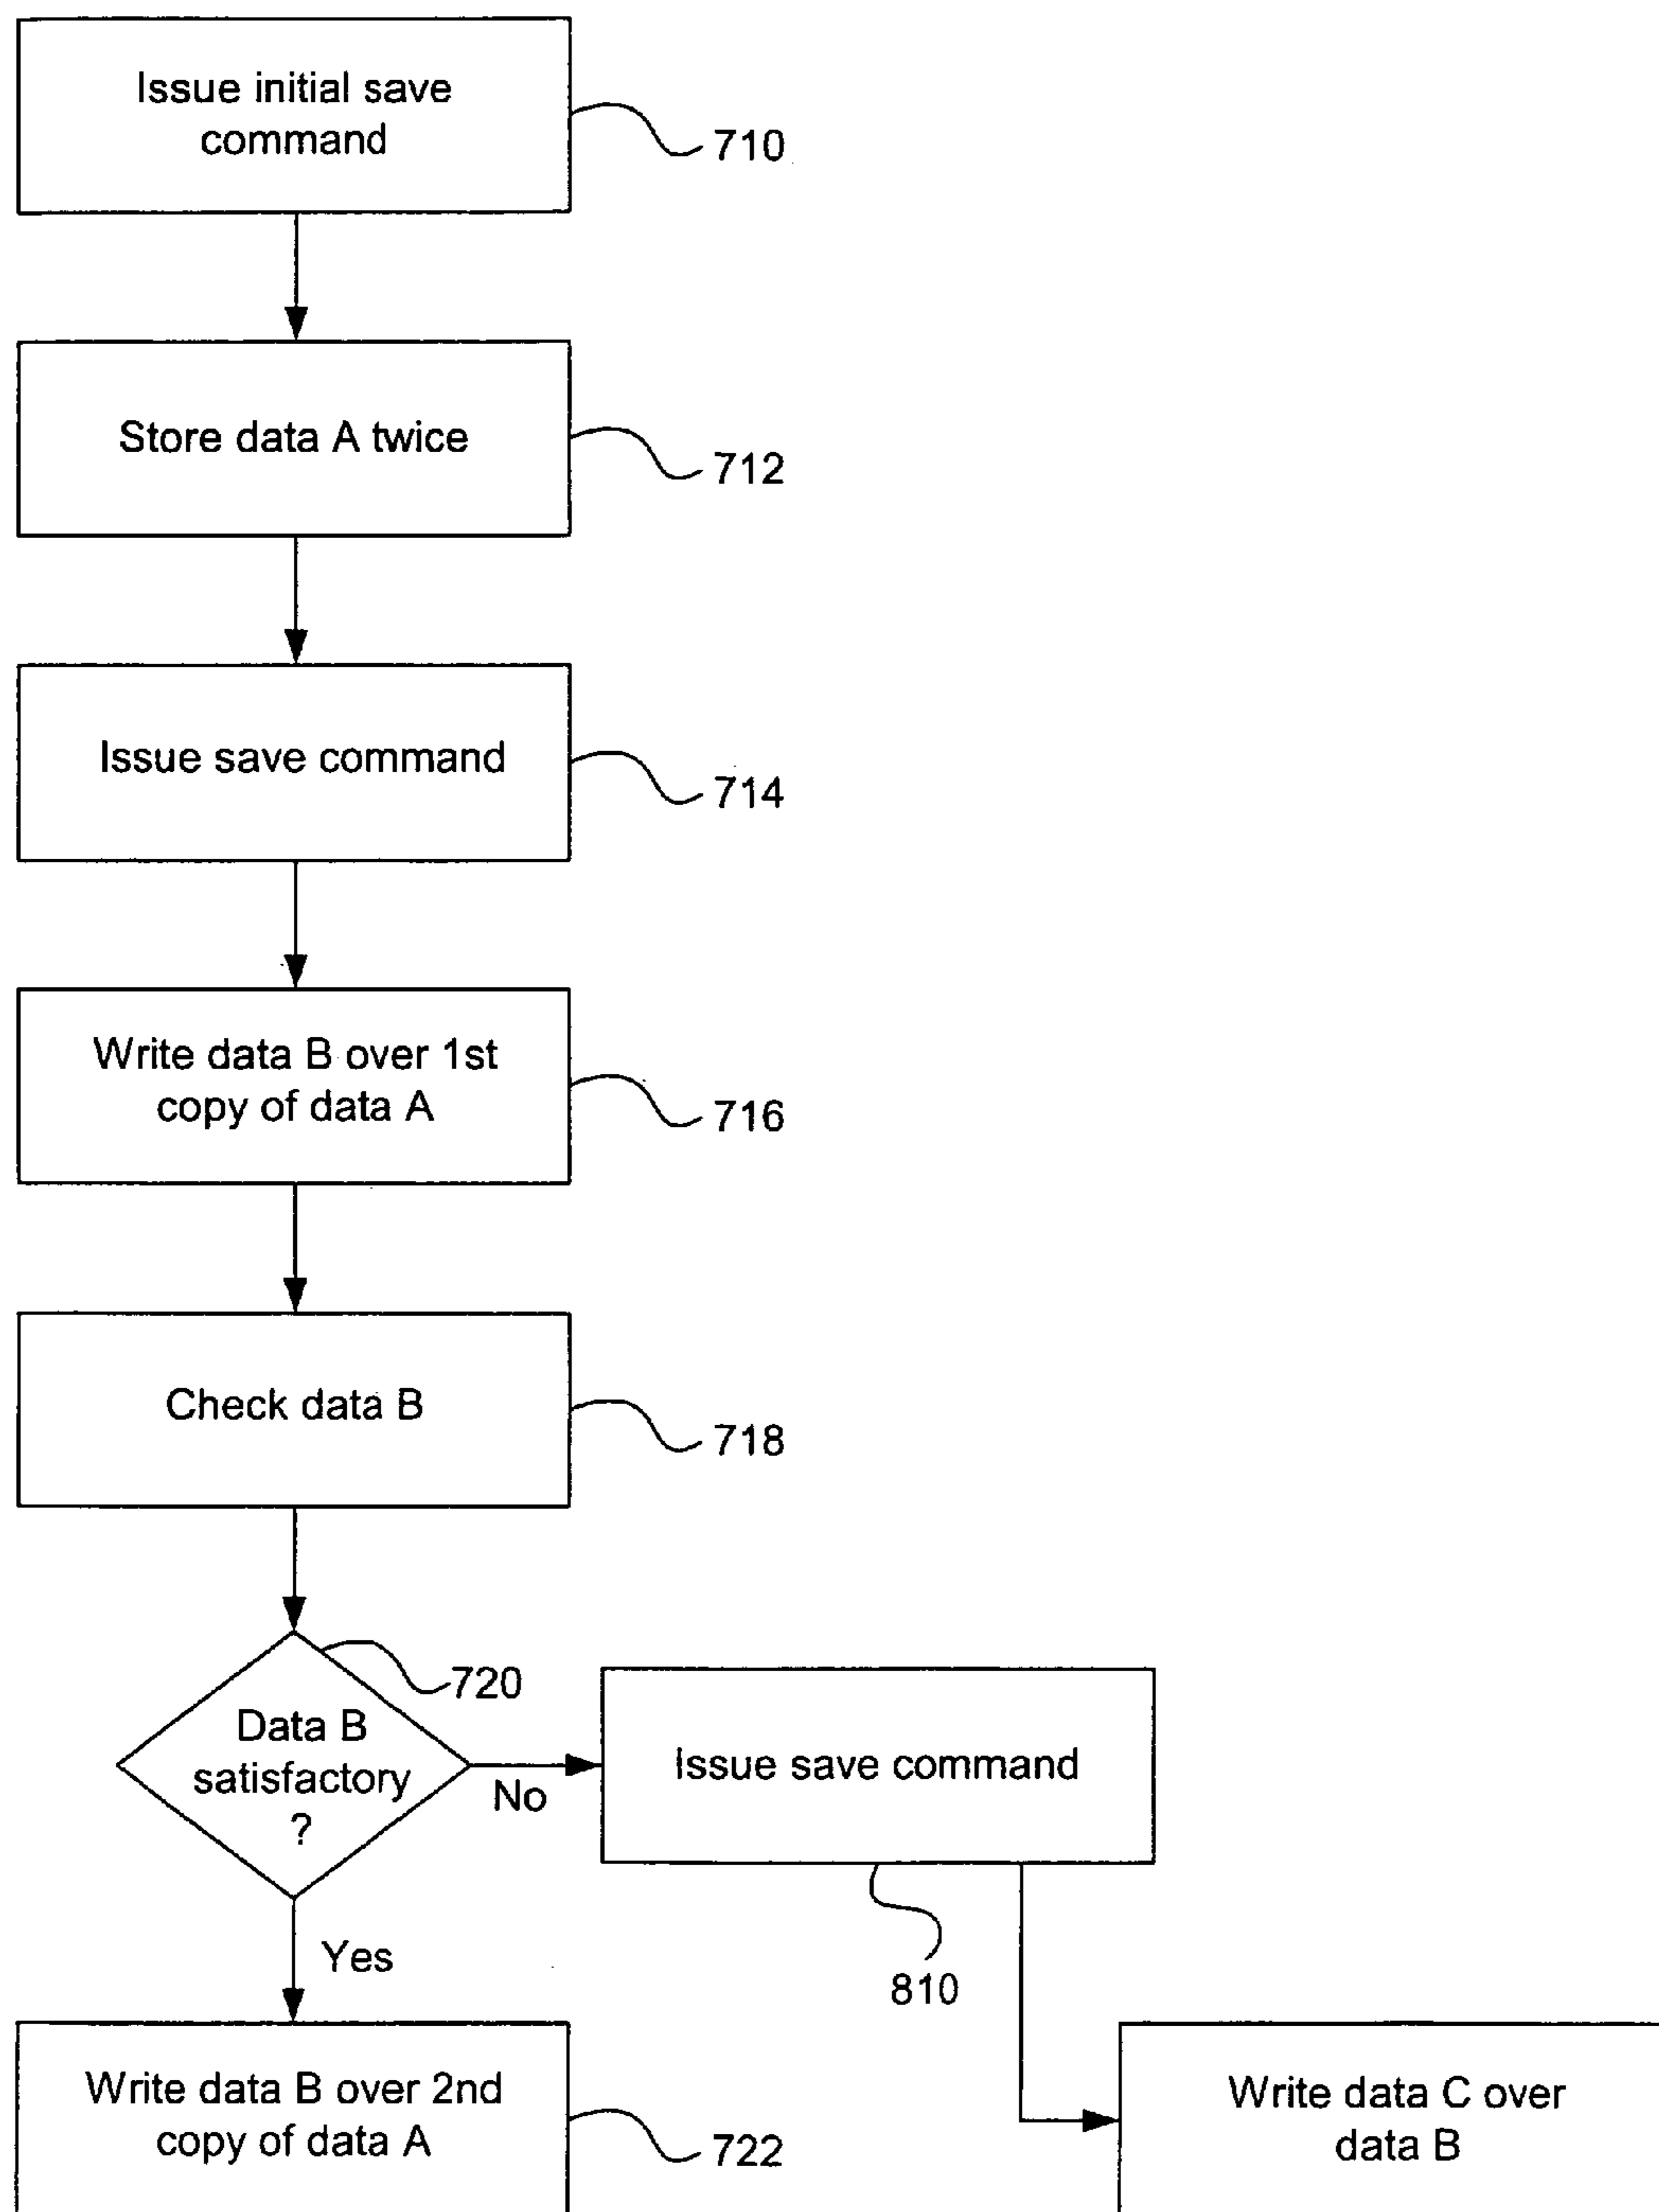 Issue initial save
command
710
Store data A twice
712
Issue save command
714
Write data B over 1st
copy of data A
716
Check data B
718
720
Data B
satisfactory
?
No
Issue save command
810
Yes
Write data B over 2nd
copy of data A
722
Write data C over
data B